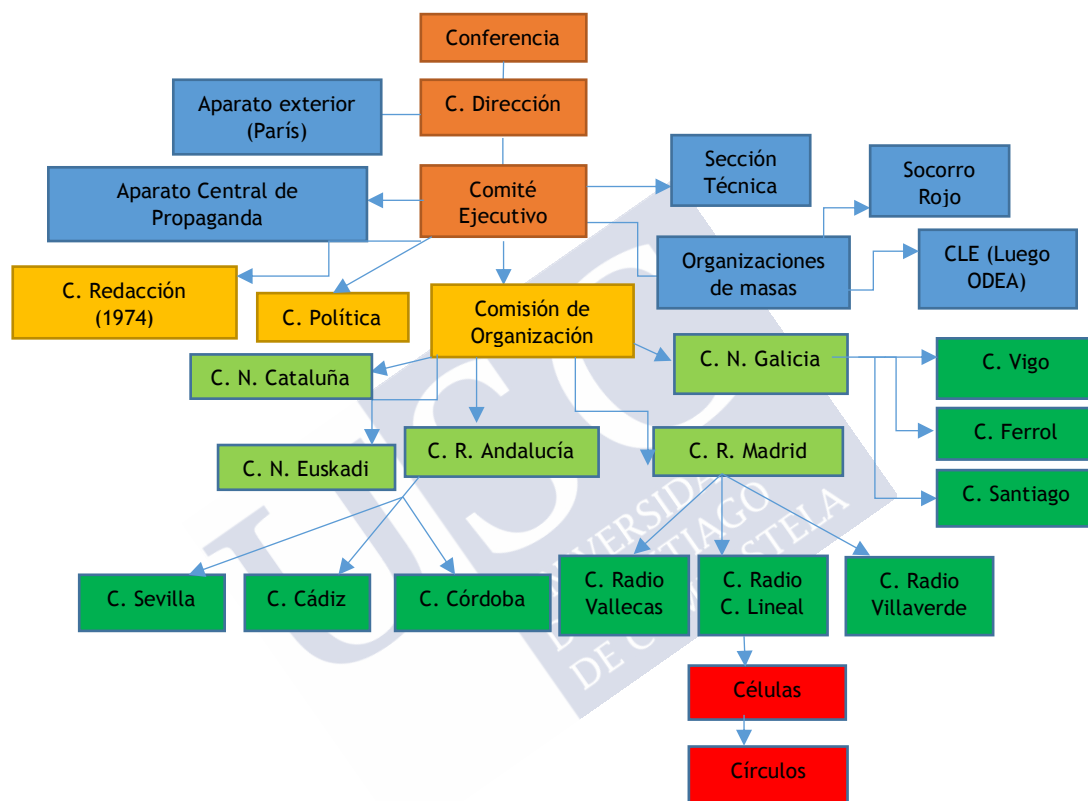 Conferencia
Aparato exterior
(París)
C. Dirección
Sección
Técnica
Socorro
Rojo
Aparato Central de
Propaganda
Comité
Ejecutivo
Organizaciones
de masas
CLE (Luego
ODEA)
C. Redacción
(1974)
C. Política
Comisión de
Organización
C. N. Cataluña
C. N. Galicia
C. Vigo
C. Ferrol
C. N. Euskadi
C. R. Andalucía
C. R. Madrid
C. Santiago
C. Sevilla
C. Cádiz
C. Córdoba
C. Radio
Vallecas
C. Radio
C. Lineal
C. Radio
Villaverde
Células
Círculos
USC